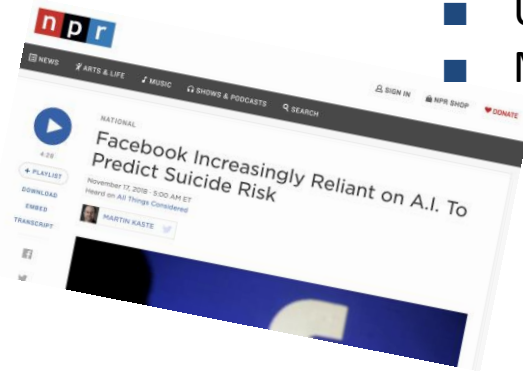 npr
NEWS ARTS & LIFE MUSIC SHOWS & PODCASTS SEARCH
SIGN IN NPR SHOP DONATE
NATIONAL
Facebook Increasingly Reliant on A.I. To
Predict Suicide Risk
4:28
+ PLAYLIST
DOWNLOAD
EMBED
TRANSCRIPT
November 17, 2018 · 5:00 AM ET
Heard on All Things Considered
MARTIN KASTE